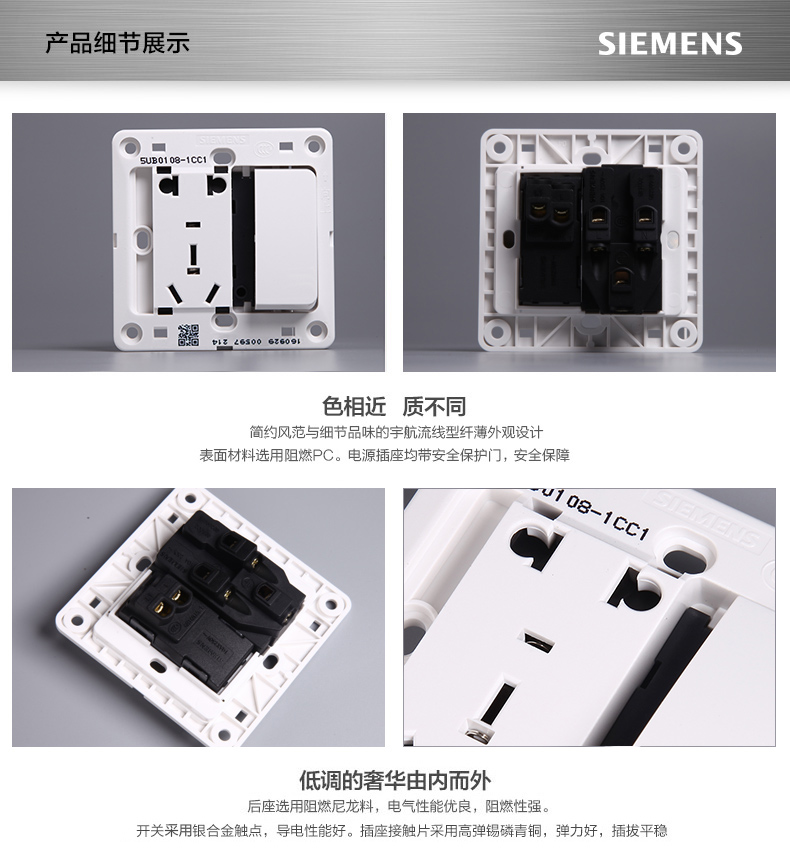 产品细节展示
SIEMENS
SIEMENS
5UB0108-1CC1
160929 00597 214
色相近 质不同
简约风范与细节品味的宇航流线型纤薄外观设计
表面材料选用阻燃PC。电源插座均带安全保护门，安全保障
UB0108-1CC1
SIEMENS
低调的奢华由内而外
后座选用阻燃尼龙料，电气性能优良，阻燃性强。
开关采用银合金触点，导电性能好。插座接触片采用高弹锡磷青铜，弹力好，插拔平稳